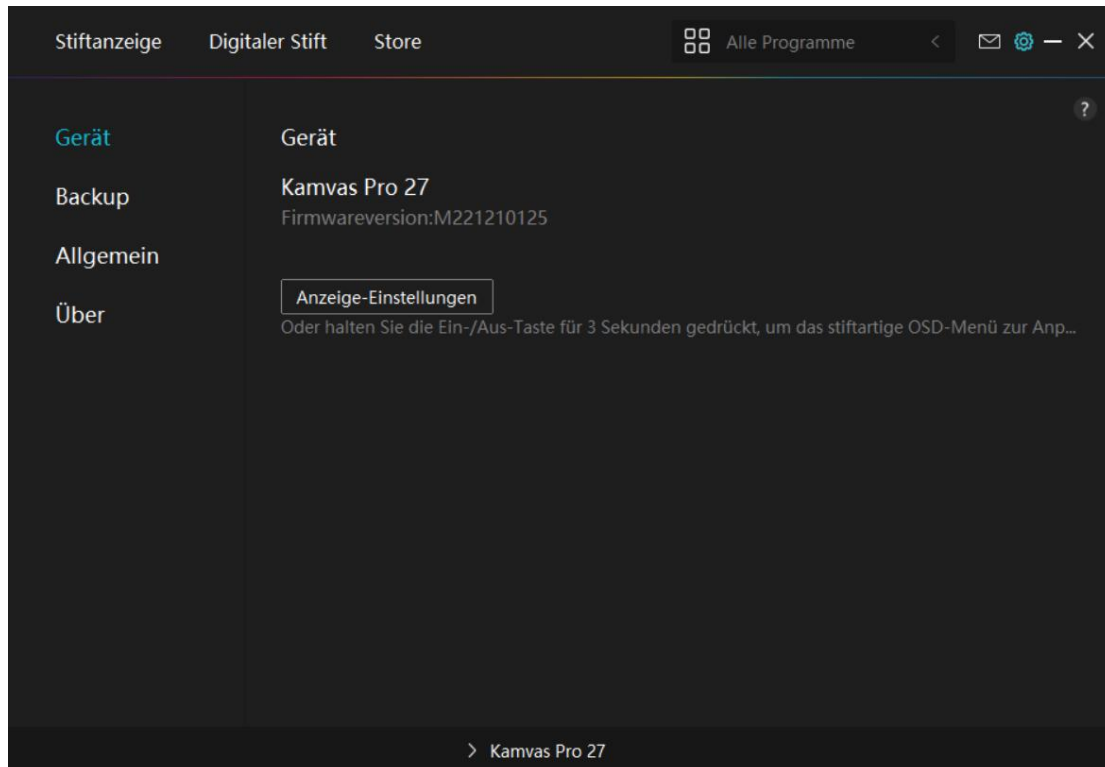 Stiftanzeige Digitaler Stift Store Alle Programme
?
Gerät
Backup
Allgemein
Über
Gerät
Kamvas Pro 27
Firmwareversion:M221210125
Anzeige-Einstellungen
Oder halten Sie die Ein-/Aus-Taste für 3 Sekunden gedrückt, um das stiftartige OSD-Menü zur Anp...
Kamvas Pro 27